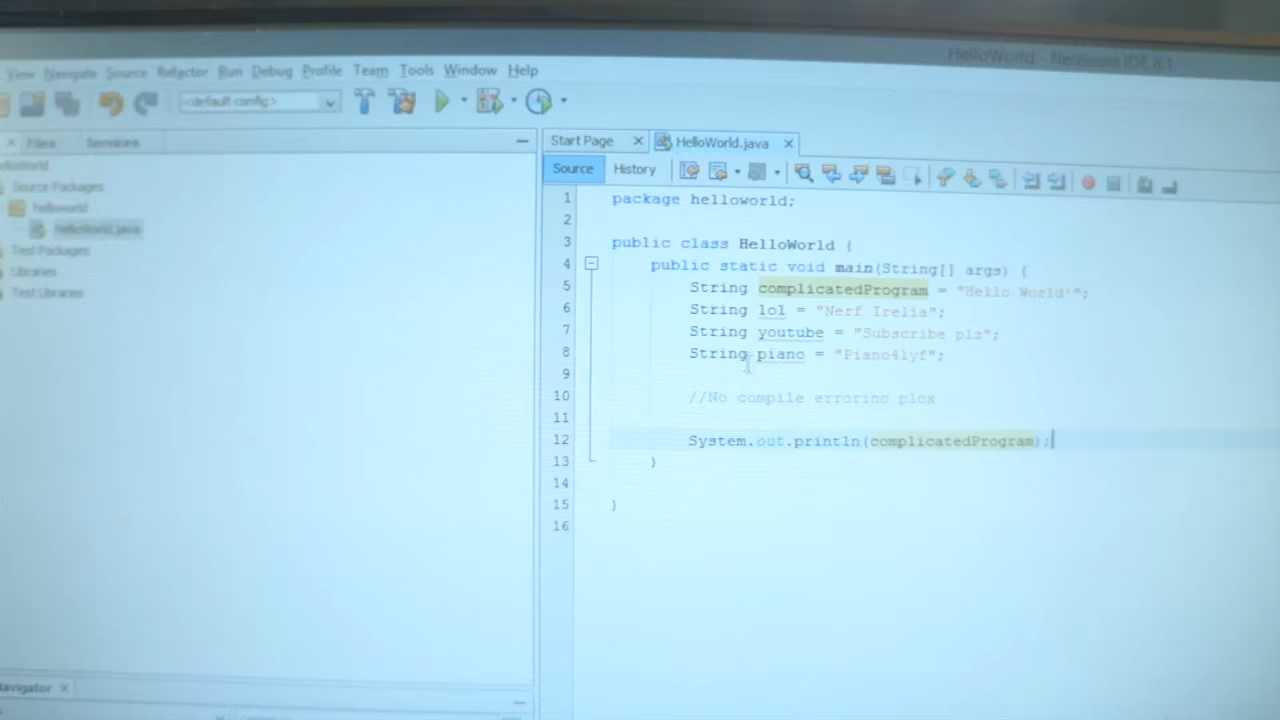 HelloWorld - NetBeans IDE 8.1
View Navigate Source Refactor Run Debug Profile Team Tools Window Help
<default config>
Files Services
Start Page HelloWorld.java
Source History
Source Packages
helloworld
HelloWorld.java
Test Packages
Libraries
Test Libraries
1 package helloworld;
2
3 public class HelloWorld {
4 public static void main(String[] args) {
5 String complicatedProgram = "Hello World!";
6 String lol = "Nerf Irelia";
7 String youtube = "Subscribe plz";
8 String piano = "Piano4lyf";
9
10 //No compile errorino plox
11
12 System.out.println(complicatedProgram);
13 }
14
15 }
16
Navigator